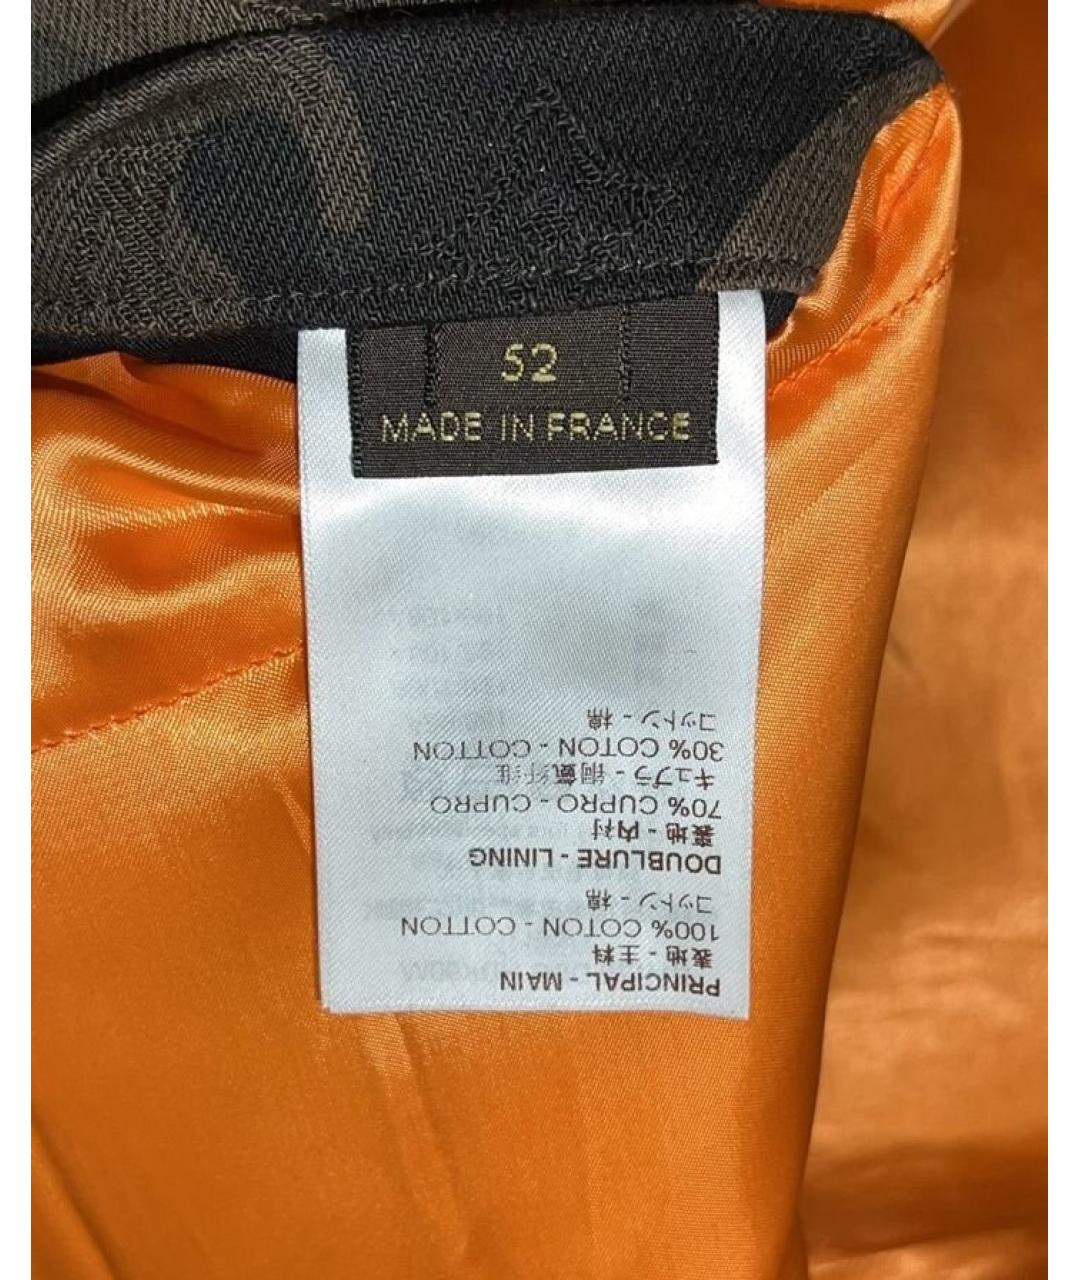 52
MADE IN FRANCE
PRINCIPAL - MAIN
表地 - 主料
100% COTON - COTTON
コットン - 棉
DOUBLURE - LINING
裏地 - 内衬
70% CUPRO - CUPRO
キュプラ - 铜氨纤维
30% COTON - COTTON
コットン - 棉